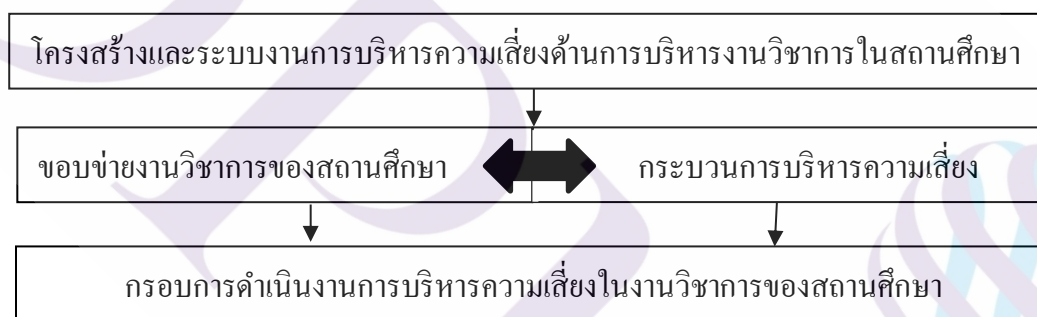 โครงสร้างและระบบงานการบริหารความเสี่ยงด้านการบริหารงานวิชาการในสถานศึกษา
ขอบข่ายงานวิชาการของสถานศึกษา
กระบวนการบริหารความเสี่ยง
กรอบการดำเนินงานการบริหารความเสี่ยงในงานวิชาการของสถานศึกษา